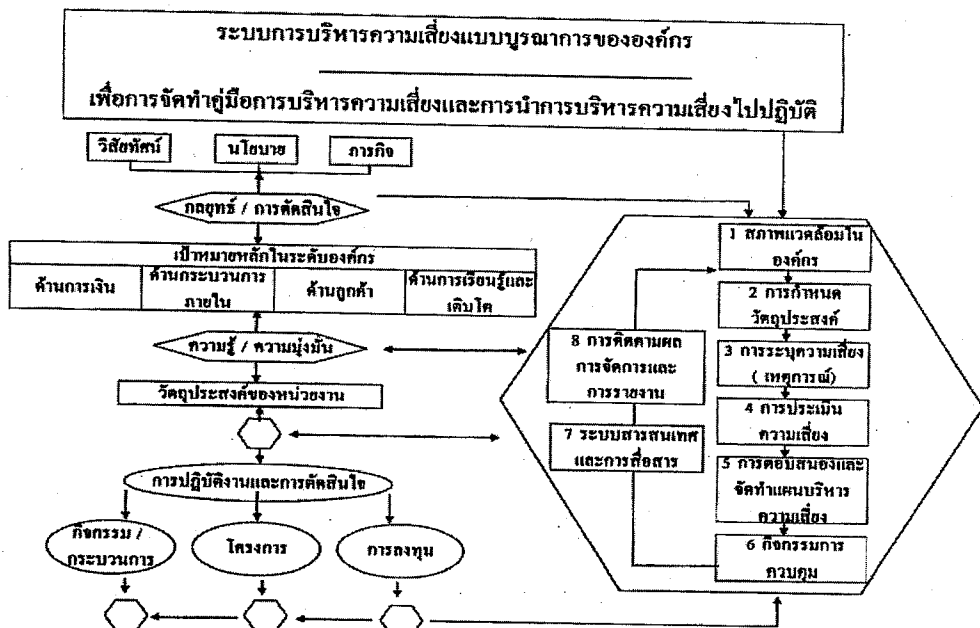 ระบบการบริหารความเสี่ยงแบบบูรณาการขององค์กร
เพื่อการจัดทำคู่มือการบริหารความเสี่ยงและการนำการบริหารความเสี่ยงไปปฏิบัติ
วิสัยทัศน์
นโยบาย
ภารกิจ
กลยุทธ์ / การตัดสินใจ
เป้าหมายหลักในระดับองค์กร
ด้านการเงิน
ด้านกระบวนการ
ภายใน
ด้านลูกค้า
ด้านการเรียนรู้และ
เติบโต
ความรู้ / ความมุ่งมั่น
วัตถุประสงค์ของหน่วยงาน
การปฏิบัติงานและการตัดสินใจ
กิจกรรม /
กระบวนการ
โครงการ
การลงทุน
1 สภาพแวดล้อมใน
องค์กร
2 การกำหนด
วัตถุประสงค์
3 การระบุความเสี่ยง
( เหตุการณ์)
4 การประเมิน
ความเสี่ยง
5 การตอบสนองและ
จัดทำแผนบริหาร
ความเสี่ยง
6 กิจกรรมการ
ควบคุม
7 ระบบสารสนเทศ
และการสื่อสาร
8 การติดตามผล
การจัดการและ
การรายงาน